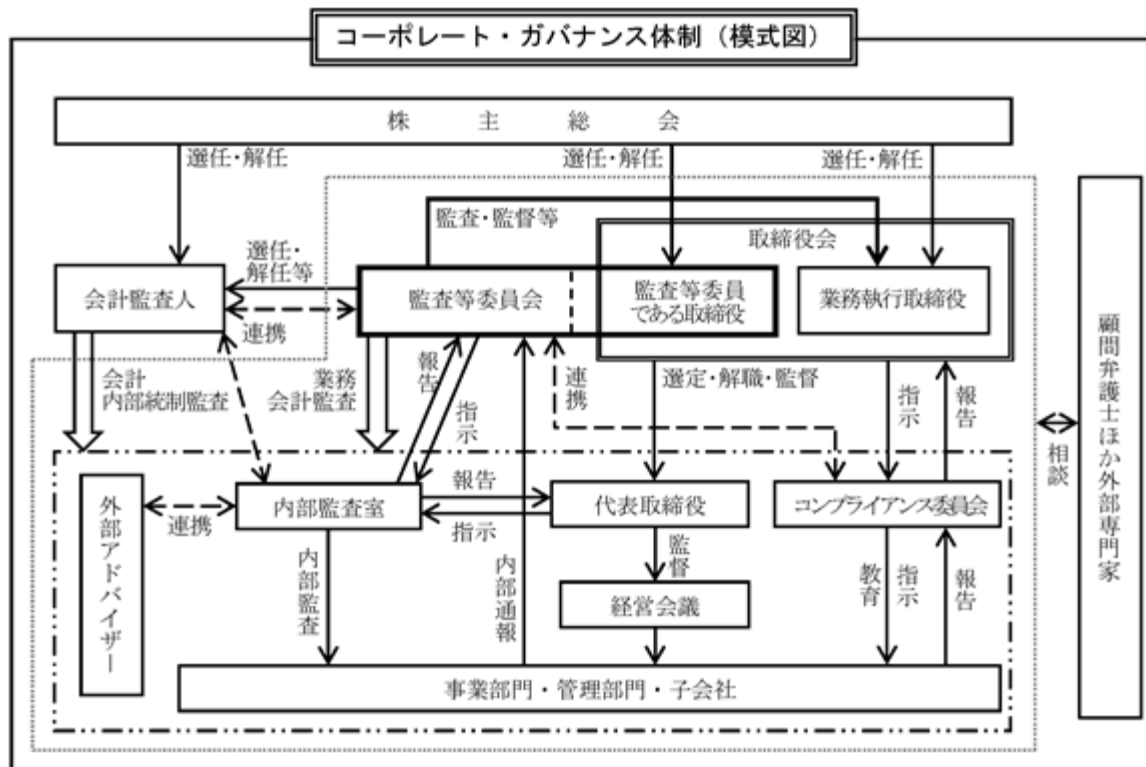 コーポレート・ガバナンス体制（模式図）
株主総会
選任・解任
選任・解任
選任・解任
監査・監督等
取締役会
選任・
解任等
会計監査人
監査等委員会
監査等委員
である取締役
業務執行取締役
連携
会計
内部統制監査
業務
会計監査
報告
指示
連携
選定・解職・監督
指示
報告
相談
顧問弁護士ほか外部専門家
外部アドバイザー
連携
内部監査室
報告
指示
代表取締役
コンプライアンス委員会
内部監査
内部通報
監督
経営会議
教育
指示
報告
事業部門・管理部門・子会社